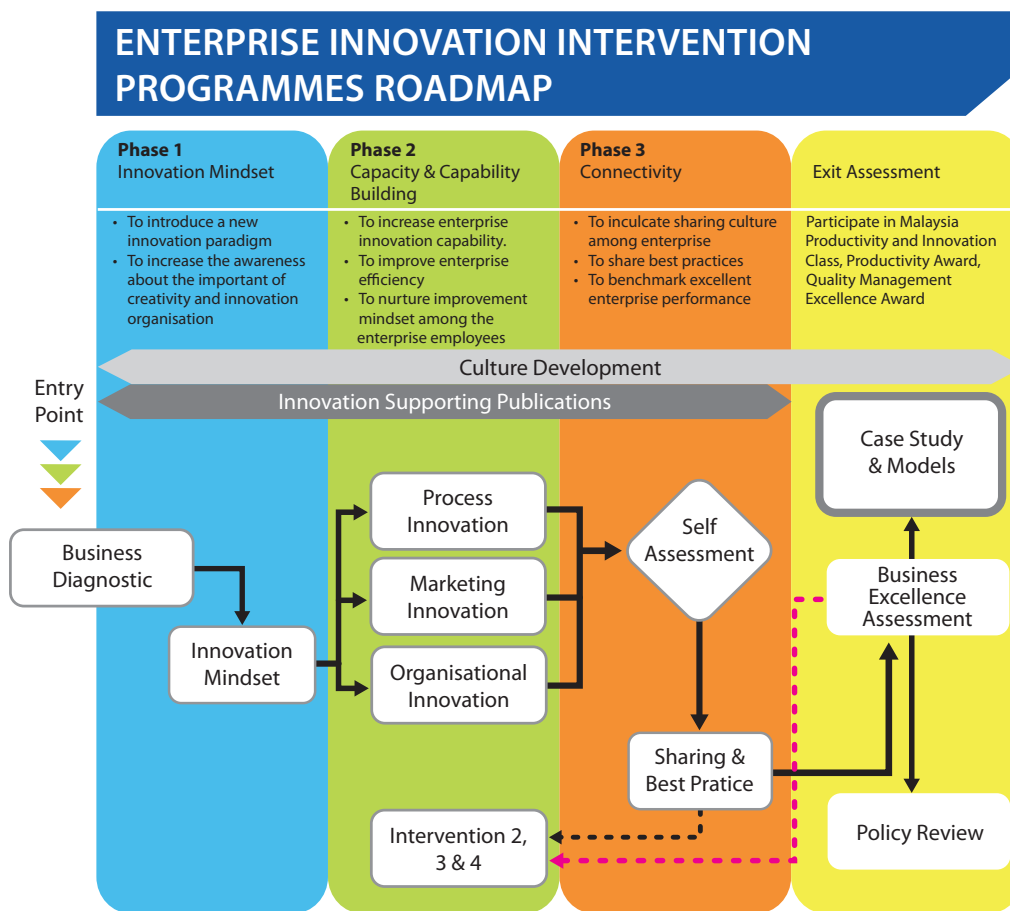 ENTERPRISE INNOVATION INTERVENTION
PROGRAMMES ROADMAP
Phase 1
Innovation Mindset
• To introduce a new
innovation paradigm
• To increase the awareness
about the important of
creativity and innovation
organisation
Phase 2
Capacity & Capability
Building
• To increase enterprise
innovation capability.
• To improve enterprise
efficiency
• To nurture improvement
mindset among the
enterprise employees
Phase 3
Connectivity
• To inculcate sharing culture
among enterprise
• To share best practices
• To benchmark excellent
enterprise performance
Exit Assessment
Participate in Malaysia
Productivity and Innovation
Class, Productivity Award,
Quality Management
Excellence Award
Culture Development
Innovation Supporting Publications
Entry
Point
Business
Diagnostic
Innovation
Mindset
Process
Innovation
Marketing
Innovation
Organisational
Innovation
Intervention 2,
3 & 4
Self
Assessment
Sharing &
Best Pratice
Case Study
& Models
Business
Excellence
Assessment
Policy Review